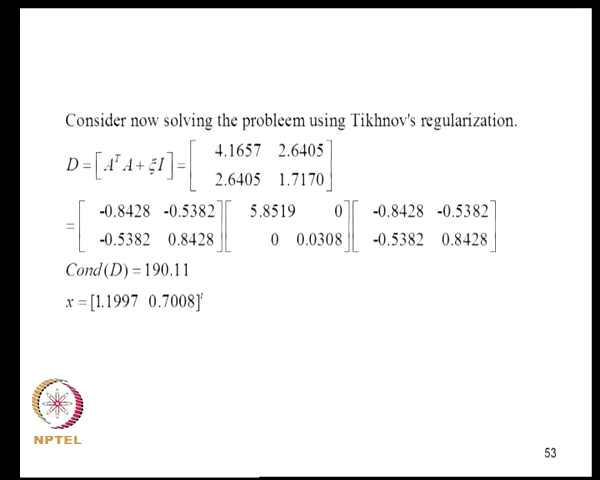 Consider now solving the probleem using Tikhnov's regularization.
D = [A^T A + ξI] = [4.1657 2.6405
2.6405 1.7170]
= [-0.8428 -0.5382 [5.8519 0 [-0.8428 -0.5382
-0.5382 0.8428] 0 0.0308] -0.5382 0.8428]
Cond(D) = 190.11
x = [1.1997 0.7008]^t
NPTEL
53